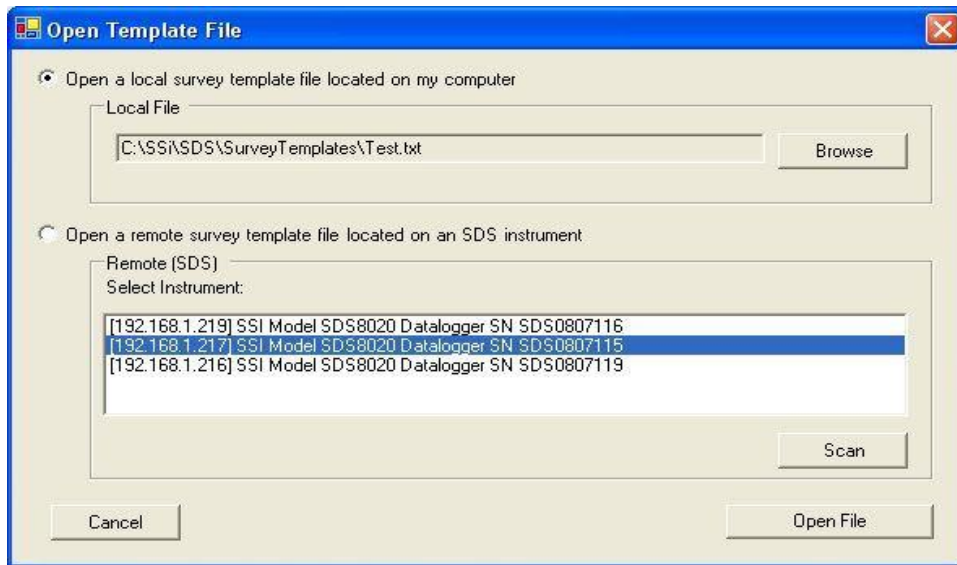 Open Template File
Open a local survey template file located on my computer
Local File
C:\SSi\SDS\SurveyTemplates\Test.txt
Browse
Open a remote survey template file located on an SDS instrument
Remote (SDS)
Select Instrument:
[192.168.1.219] SSI Model SDS8020 Datalogger SN SDS0807116
[192.168.1.217] SSI Model SDS8020 Datalogger SN SDS0807115
[192.168.1.216] SSI Model SDS8020 Datalogger SN SDS0807119
Scan
Cancel
Open File